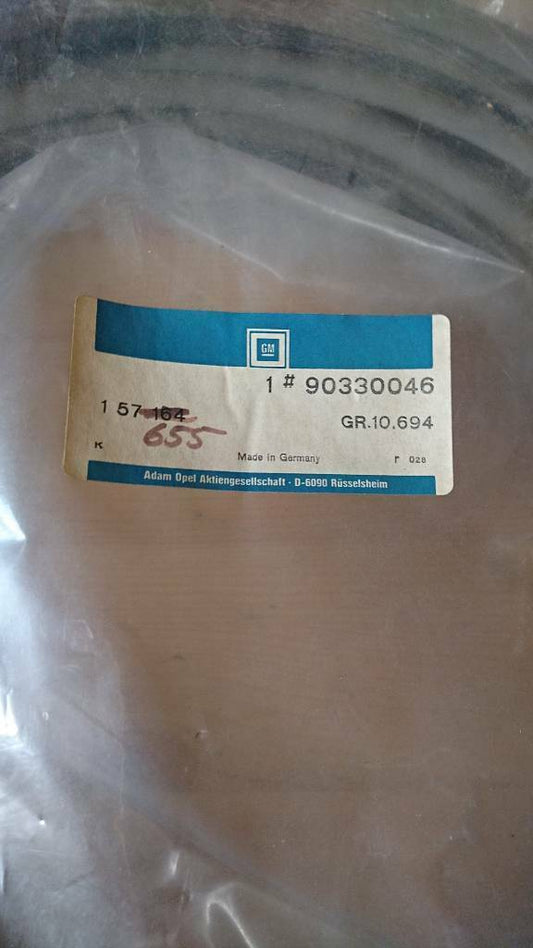 GM
1 # 90330046
1 57 164
GR.10.694
655
K
Made in Germany
r 028
Adam Opel Aktiengesellschaft · D-6090 Rüsselsheim